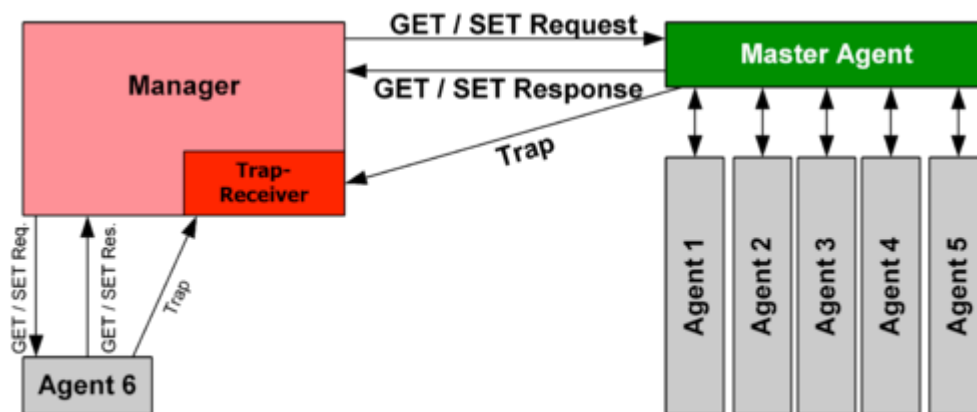 GET / SET Request
Manager
Master Agent
GET / SET Response
Trap
Trap-
Receiver
GET / SET Req.
GET / SET Res.
Trap
Agent 1
Agent 2
Agent 3
Agent 4
Agent 5
Agent 6